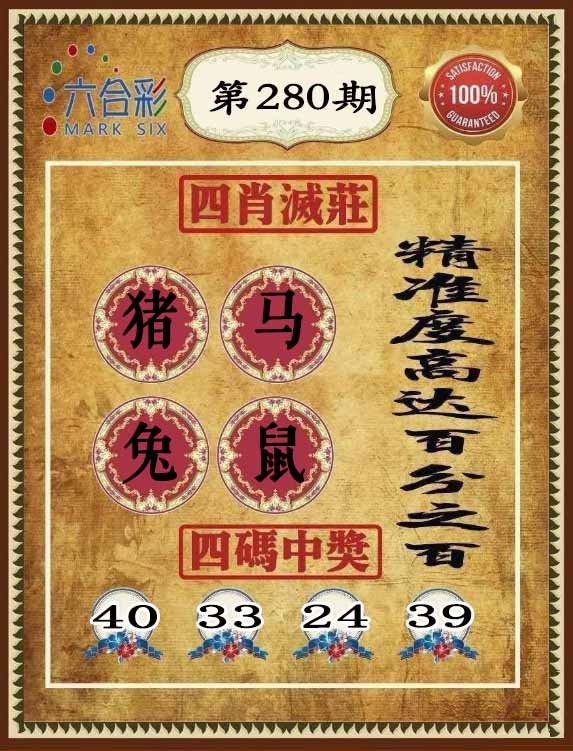 六合彩
MARK SIX
第280期
SATISFACTION
100%
GUARANTEED
四肖滅莊
猪 马
兔 鼠
精准度高达百分之百
四碼中獎
40 33 24 39